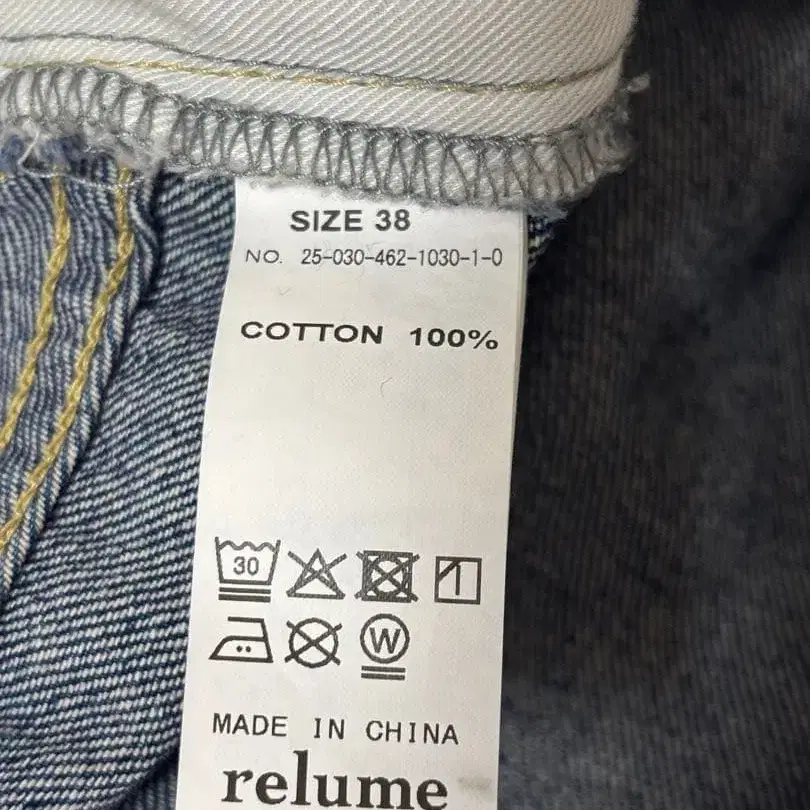 SIZE 38
NO. 25-030-462-1030-1-0
COTTON 100%
30
W
MADE IN CHINA
relume